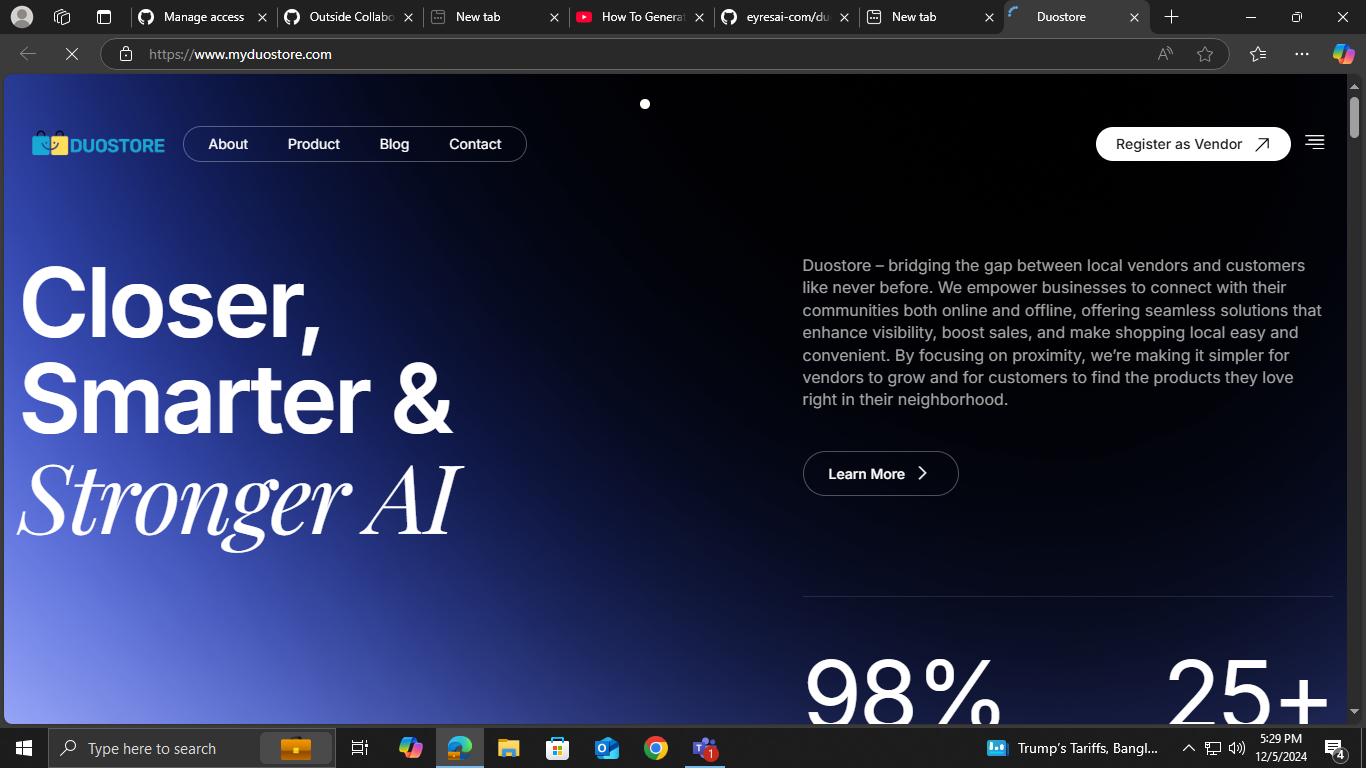 Manage access
Outside Collabo
New tab
How To Genera
eyresai-com/du
New tab
Duostore
https://www.myduostore.com
DUOSTORE
About
Product
Blog
Contact
Register as Vendor
Closer,
Smarter &
Stronger AI
Duostore – bridging the gap between local vendors and customers
like never before. We empower businesses to connect with their
communities both online and offline, offering seamless solutions that
enhance visibility, boost sales, and make shopping local easy and
convenient. By focusing on proximity, we're making it simpler for
vendors to grow and for customers to find the products they love
right in their neighborhood.
Learn More
98%
25+
Type here to search
1
Trump's Tariffs, Bangl...
5:29 PM
12/5/2024
4